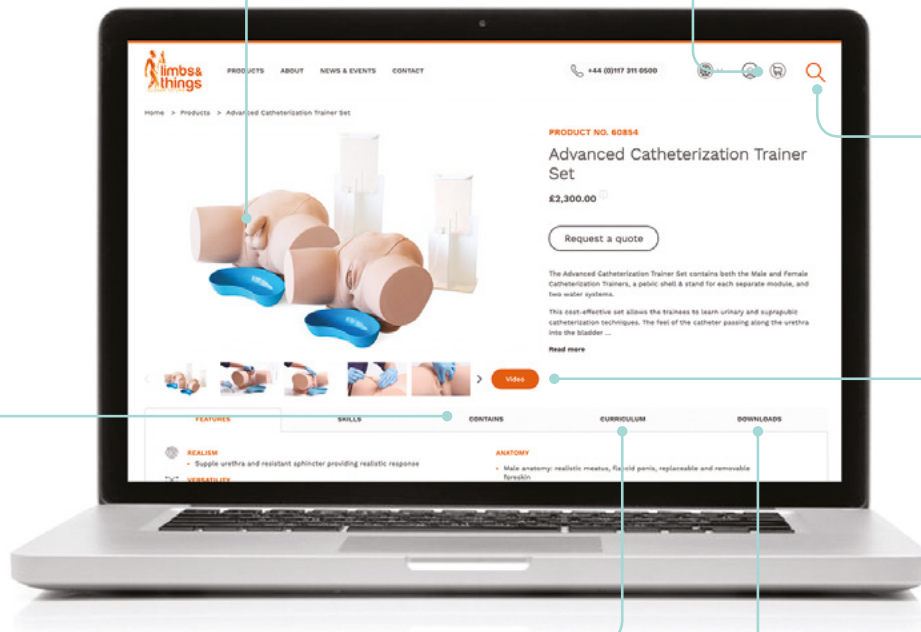 limbs&
things
PRODUCTS ABOUT NEWS & EVENTS CONTACT
+44 (0)117 311 0500
Home > Products > Advanced Catheterization Trainer Set
PRODUCT NO. 60854
Advanced Catheterization Trainer
Set
£2,300.00
Request a quote
The Advanced Catheterization Trainer Set contains both the Male and Female
Catheterization Trainers, a pelvic shell & stand for each separate module, and
two water systems.
This cost-effective set allows the trainees to learn urinary and suprapubic
catheterization techniques. The feel of the catheter passing along the urethra
into the bladder ...
Read more
Video
FEATURES SKILLS CONTAINS CURRICULUM DOWNLOADS
REALISM
• Supple urethra and resistant sphincter providing realistic response
VERSATILITY
ANATOMY
• Male anatomy: realistic meatus, flaccid penis, replaceable and removable
foreskin